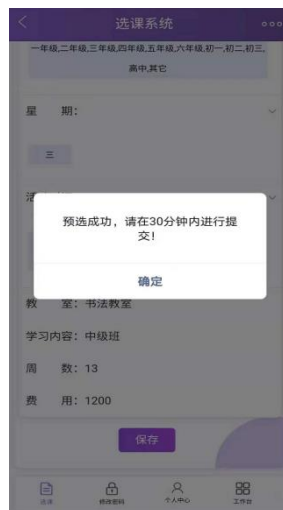 选课系统
一年级,二年级,三年级,四年级,五年级,六年级,初一,初二,初三,
高中,其它
星 期:
三
预选成功，请在30分钟内进行提
交!
确定
教 室: 书法教室
学习内容: 中级班
周 数: 13
费 用: 1200
保存
选课 修改密码 个人中心 工作台